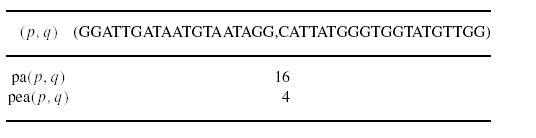 (p, q) (GGATTGATAATGTAATAGG,CATTATGGGTGGTATGTTGG)
pa(p, q) 16
pea(p, q) 4